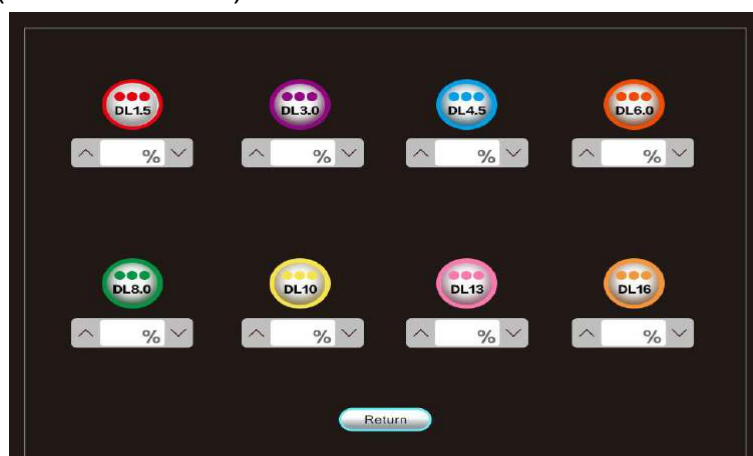 DL1.5 DL3.0 DL4.5 DL6.0
% % % %
DL8.0 DL10 DL13 DL16
% % % %
Return